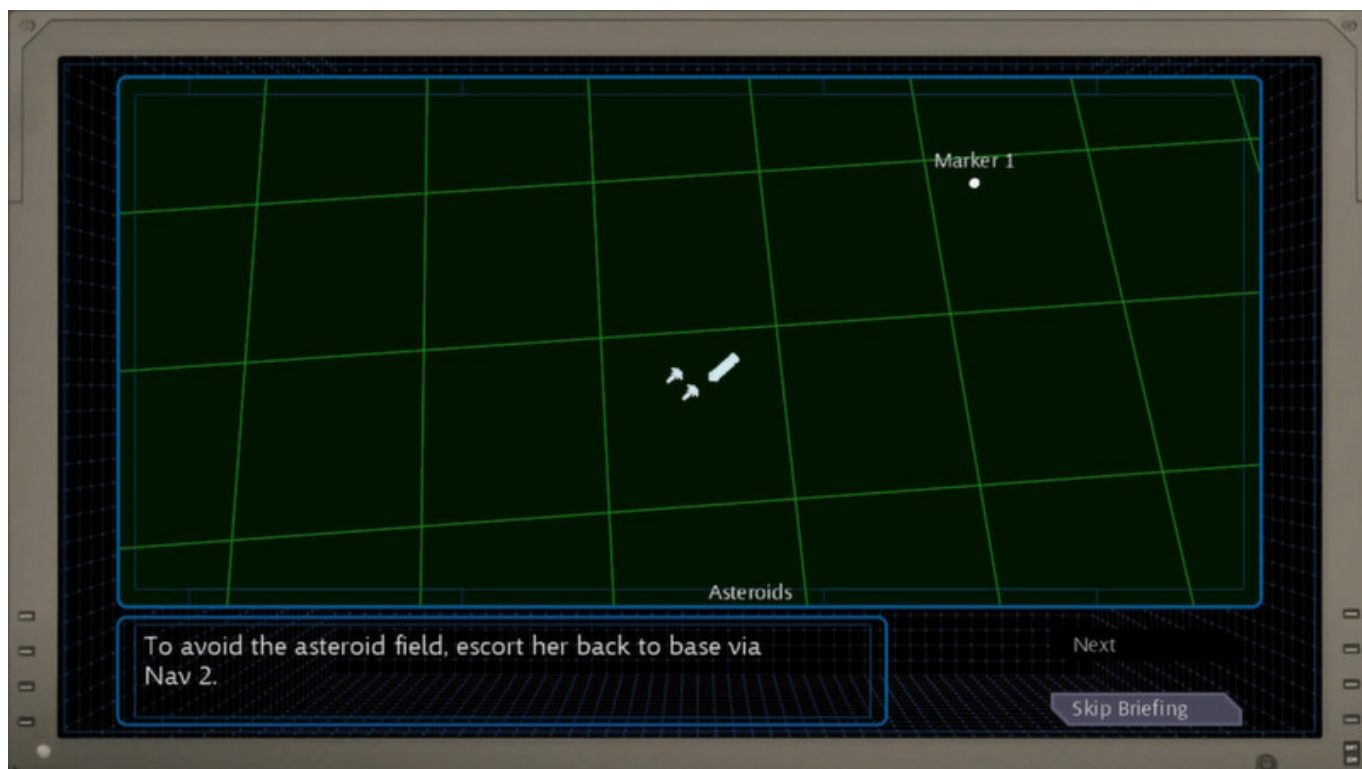 Marker 1
Asteroids
To avoid the asteroid field, escort her back to base via
Nav 2.
Next
Skip Briefing